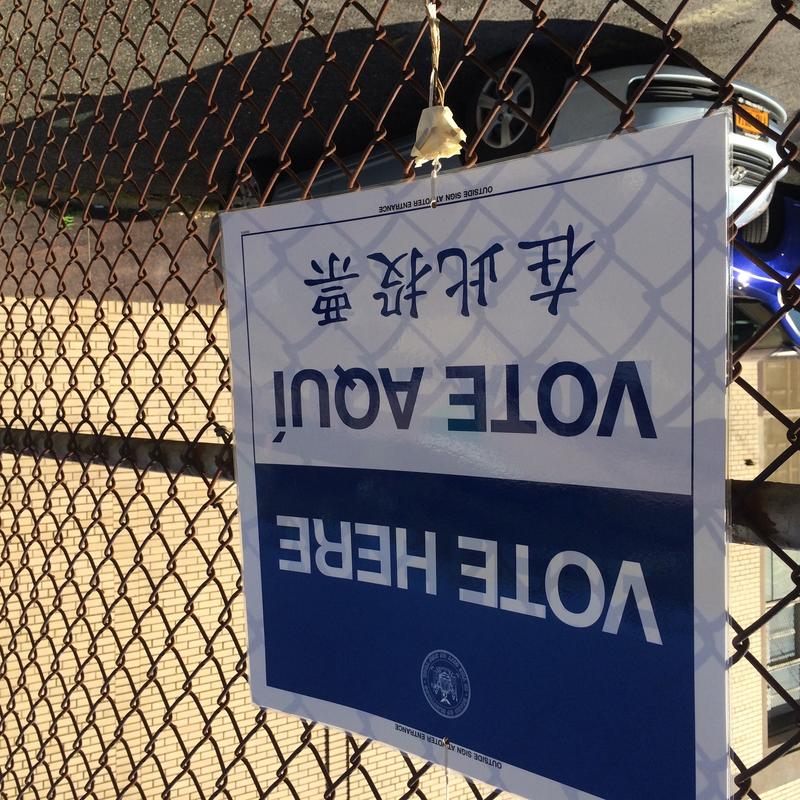 OUTSIDE SIGN AT VOTER ENTRANCE
VOTE HERE
VOTE AQUÍ
在此投票
OUTSIDE SIGN AT VOTER ENTRANCE